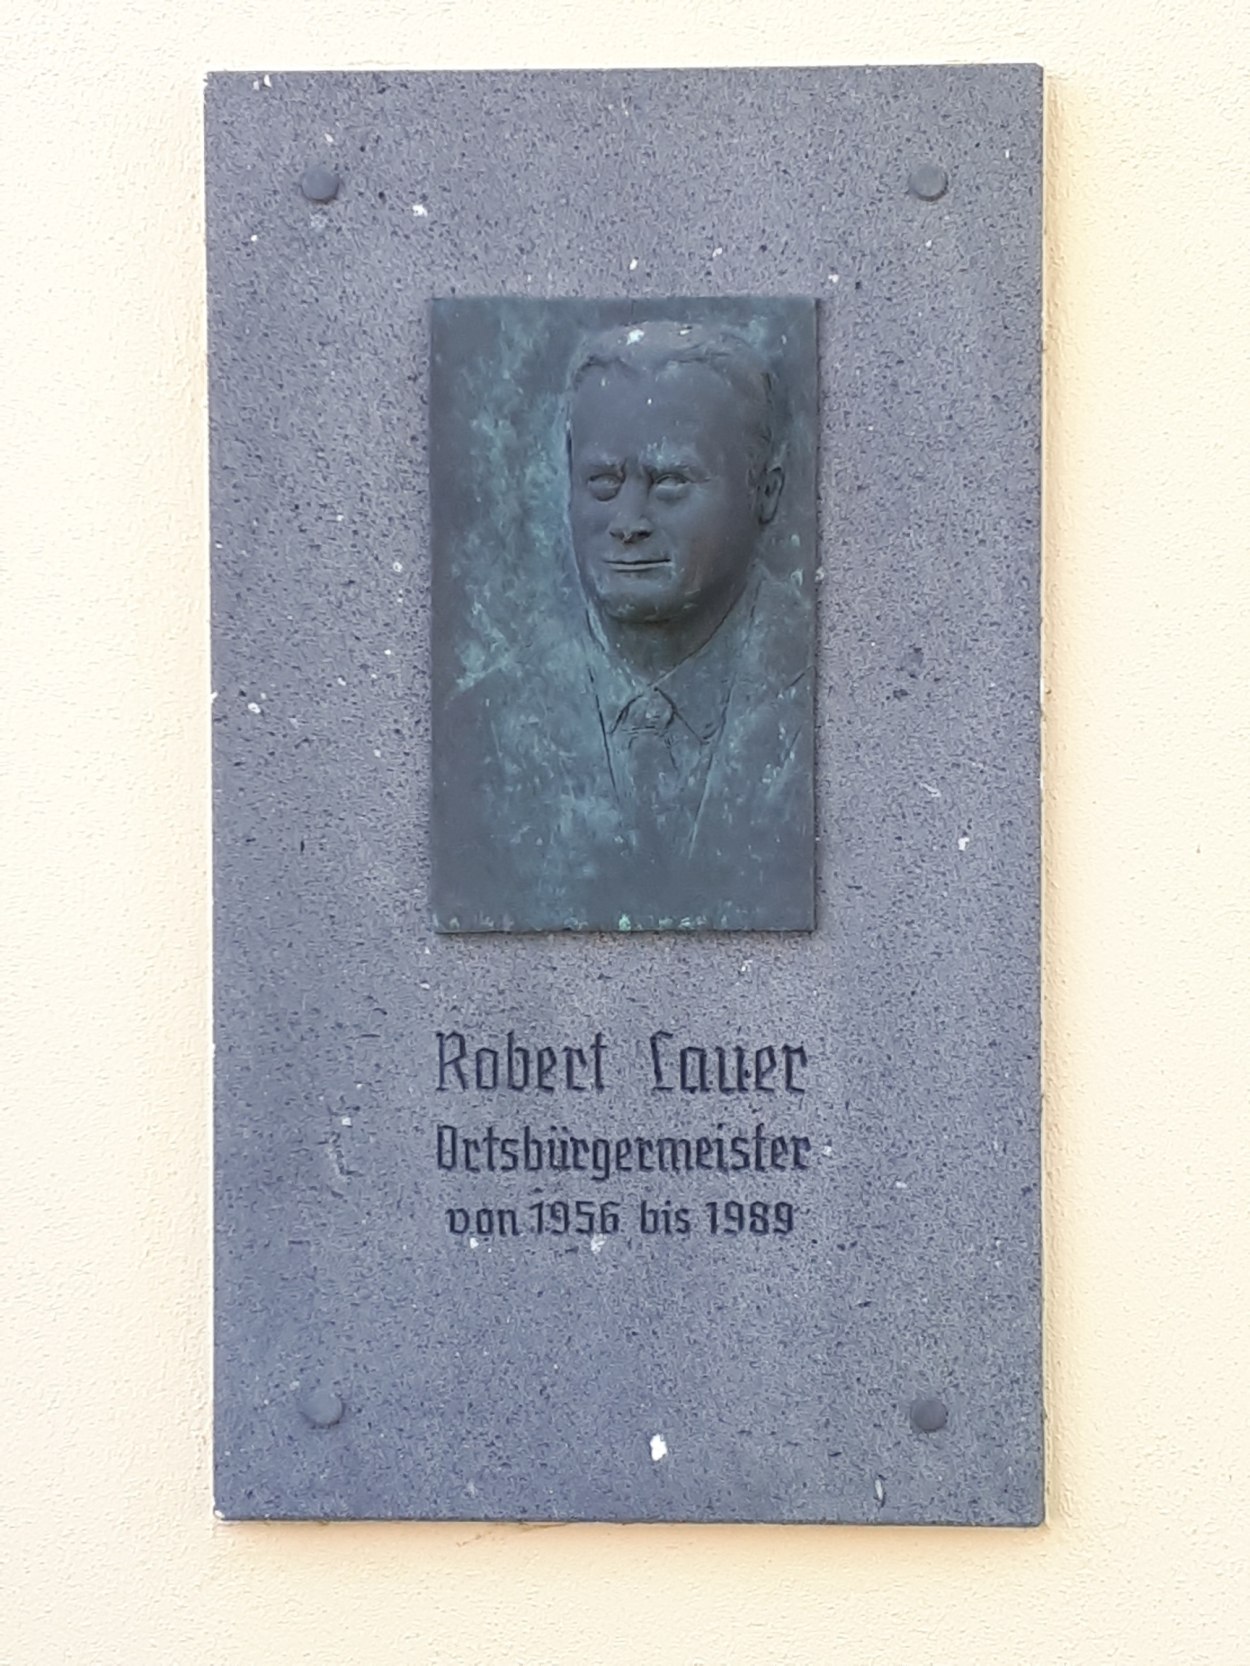 Robert Lauer
Ortsbürgermeister
von 1956 bis 1989